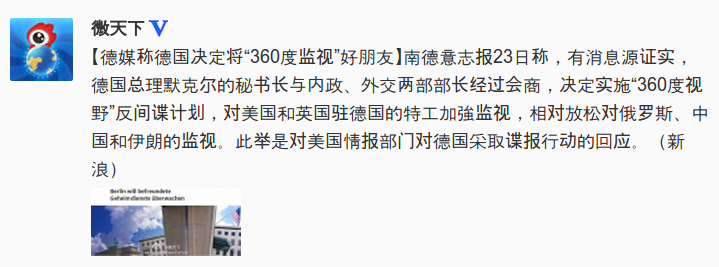 微天下
【德媒称德国决定将“360度监视”好朋友】南德意志报23日称，有消息源证实，
德国总理默克尔的秘书长与内政、外交两部部长经过会商，决定实施“360度视
野”反间谍计划，对美国和英国驻德国的特工加強监视，相对放松对俄罗斯、中
国和伊朗的监视。此举是对美国情报部门对德国采取谍报行动的回应。（新
浪）
Berlin will befreundete
Geheimdienste überwachen